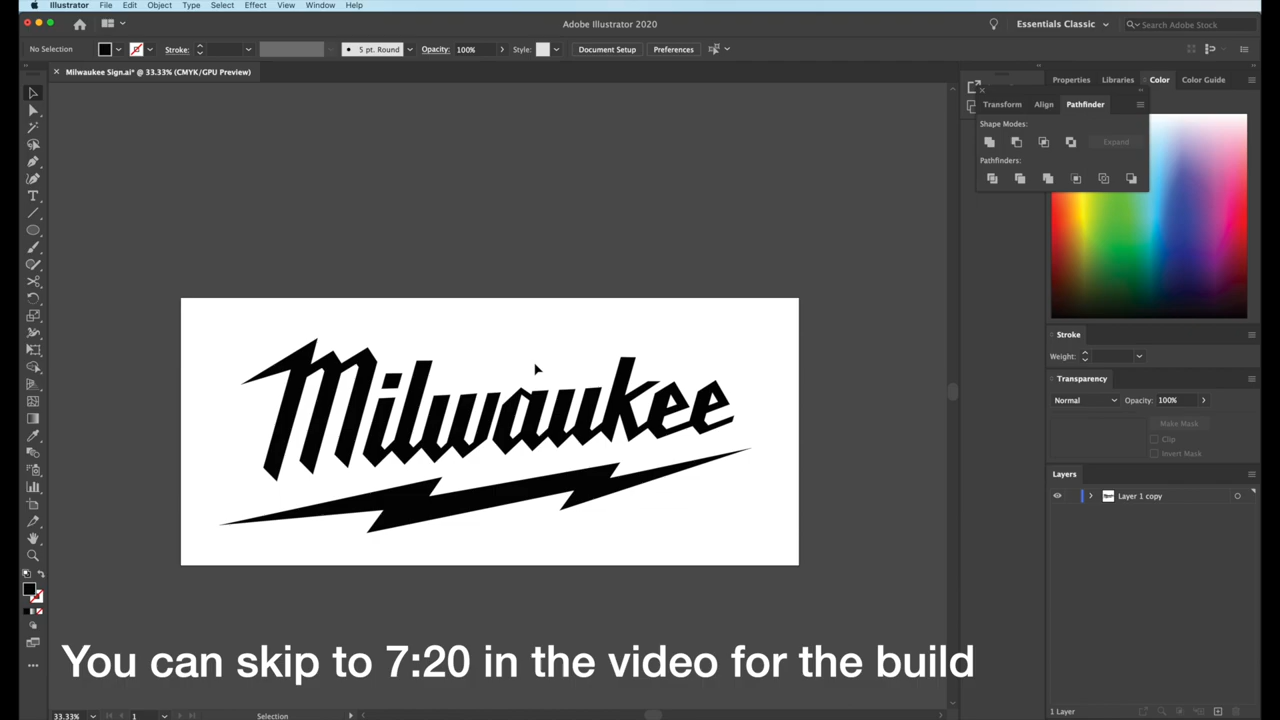 Illustrator File Edit Object Type Select Effect View Window Help
Adobe Illustrator 2020
Essentials Classic
Search Adobe Stock
No Selection
Stroke:
5 pt. Round
Opacity: 100%
Style:
Document Setup
Preferences
Milwaukee Sign.ai* @ 33.33% (CMYK/GPU Preview)
Properties Libraries Color Color Guide
Transform Align Pathfinder
Shape Modes:
Expand
Pathfinders:
Milwaukee
Stroke
Weight:
Transparency
Normal Opacity: 100%
Make Mask
Clip
Invert Mask
Layers
Layer 1 copy
You can skip to 7:20 in the video for the build
33.33% 1 Selection
1 Layer